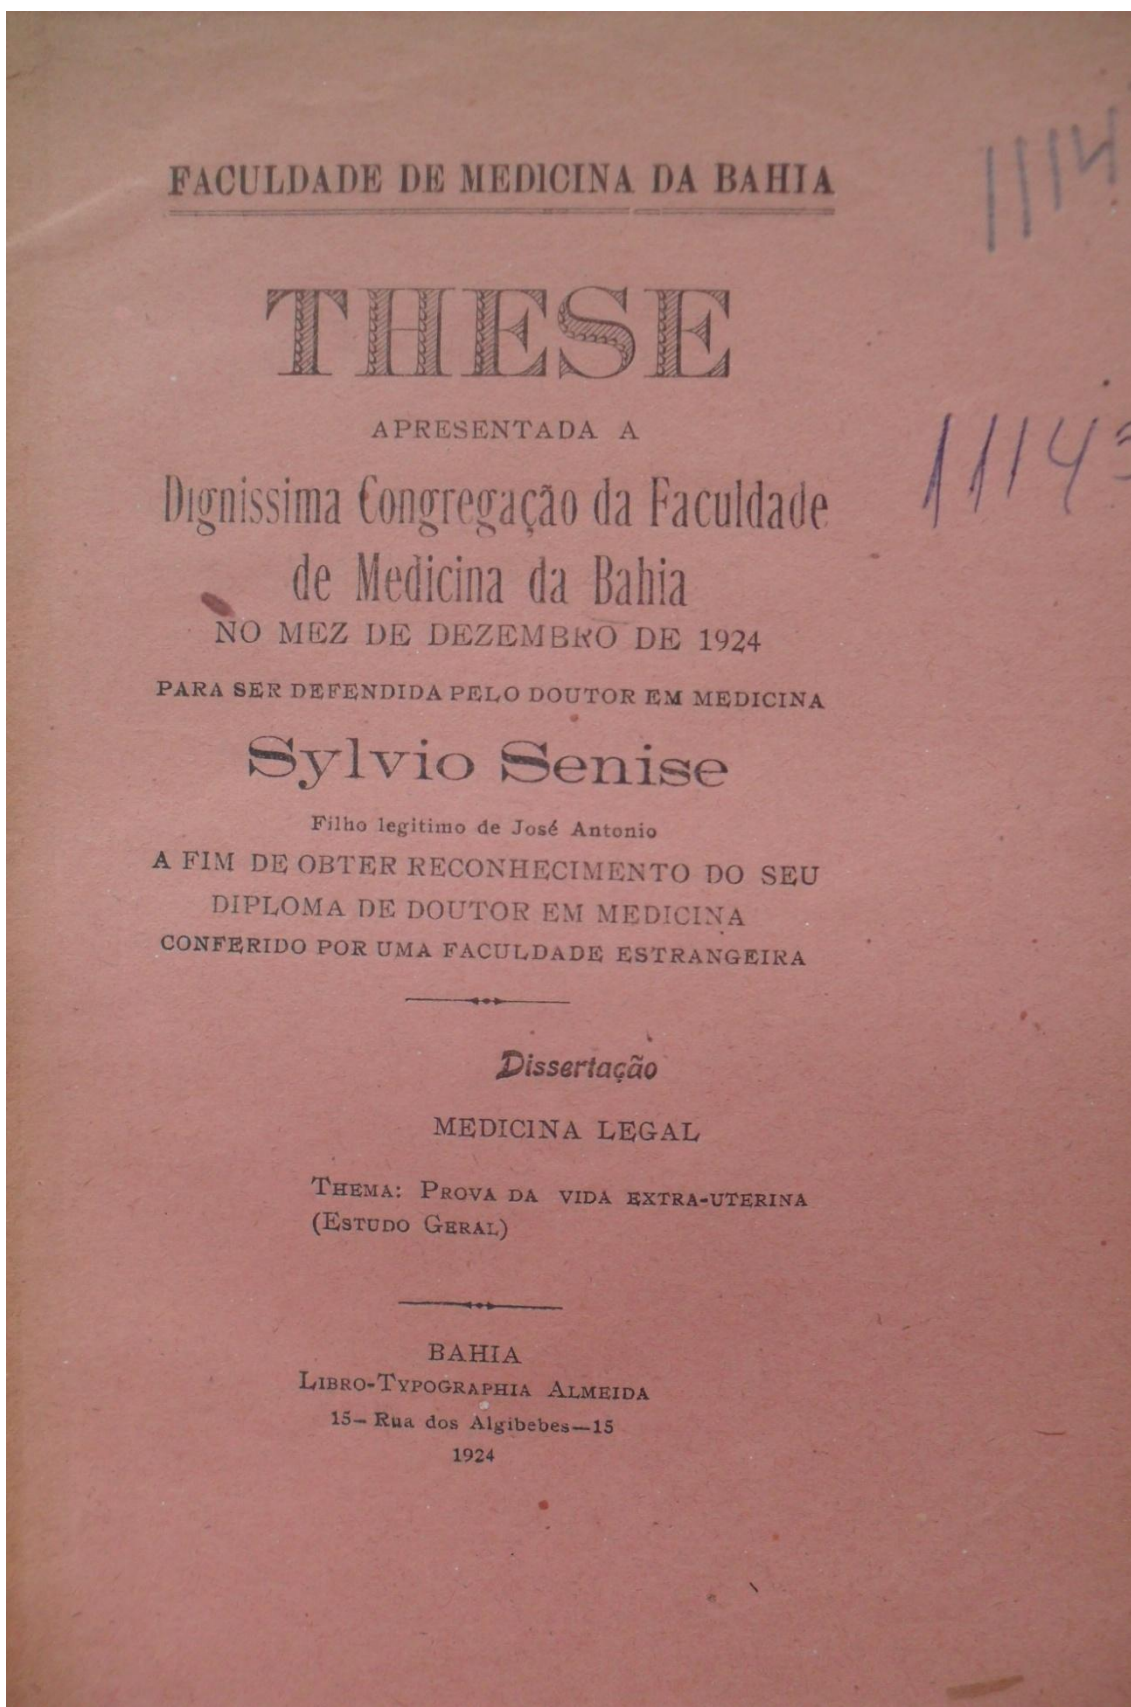 FACULDADE DE MEDICINA DA BAHIA
1114
THESE
APRESENTADA A
11143
Dignissima Congregação da Faculdade
de Medicina da Bahia
NO MEZ DE DEZEMBRO DE 1924
PARA SER DEFENDIDA PELO DOUTOR EM MEDICINA
Sylvio Senise
Filho legitimo de José Antonio
A FIM DE OBTER RECONHECIMENTO DO SEU
DIPLOMA DE DOUTOR EM MEDICINA
CONFERIDO POR UMA FACULDADE ESTRANGEIRA
Dissertação
MEDICINA LEGAL
THEMA: PROVA DA VIDA EXTRA-UTERINA
(ESTUDO GERAL)
BAHIA
LIBRO-TYPOGRAPHIA ALMEIDA
15—Rua dos Algibebes—15
1924